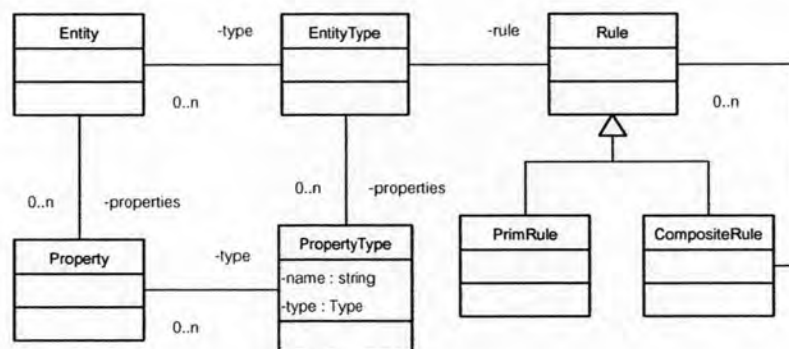 Entity
-type
EntityType
-rule
Rule
0..n
0..n
0..n
-properties
0..n
-properties
Property
-type
PropertyType
-name : string
-type : Type
0..n
PrimRule
CompositeRule